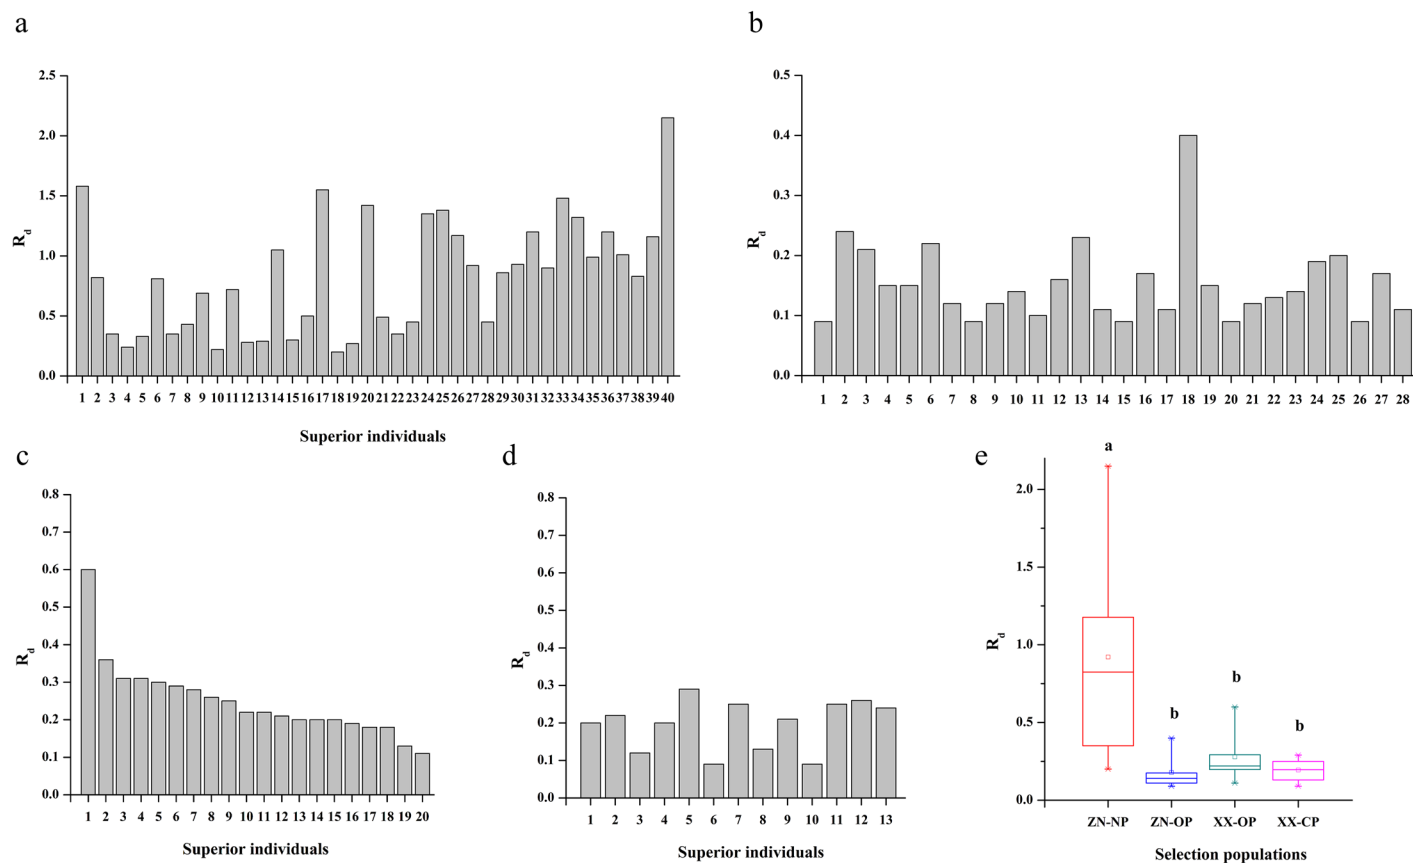 a
2.5
2.0
1.5
1.0
0.5
0.0
R_d
1 2 3 4 5 6 7 8 9 10 11 12 13 14 15 16 17 18 19 20 21 22 23 24 25 26 27 28 29 30 31 32 33 34 35 36 37 38 39 40
Superior individuals
b
0.5
0.4
0.3
0.2
0.1
0.0
R_d
1 2 3 4 5 6 7 8 9 10 11 12 13 14 15 16 17 18 19 20 21 22 23 24 25 26 27 28
c
0.8
0.7
0.6
0.5
0.4
0.3
0.2
0.1
0.0
R_d
1 2 3 4 5 6 7 8 9 10 11 12 13 14 15 16 17 18 19 20
Superior individuals
d
0.8
0.7
0.6
0.5
0.4
0.3
0.2
0.1
0.0
R_d
1 2 3 4 5 6 7 8 9 10 11 12 13
Superior individuals
e
2.0
1.5
1.0
0.5
0.0
R_d
a
b
b
b
ZN-NP ZN-OP XX-OP XX-CP
Selection populations